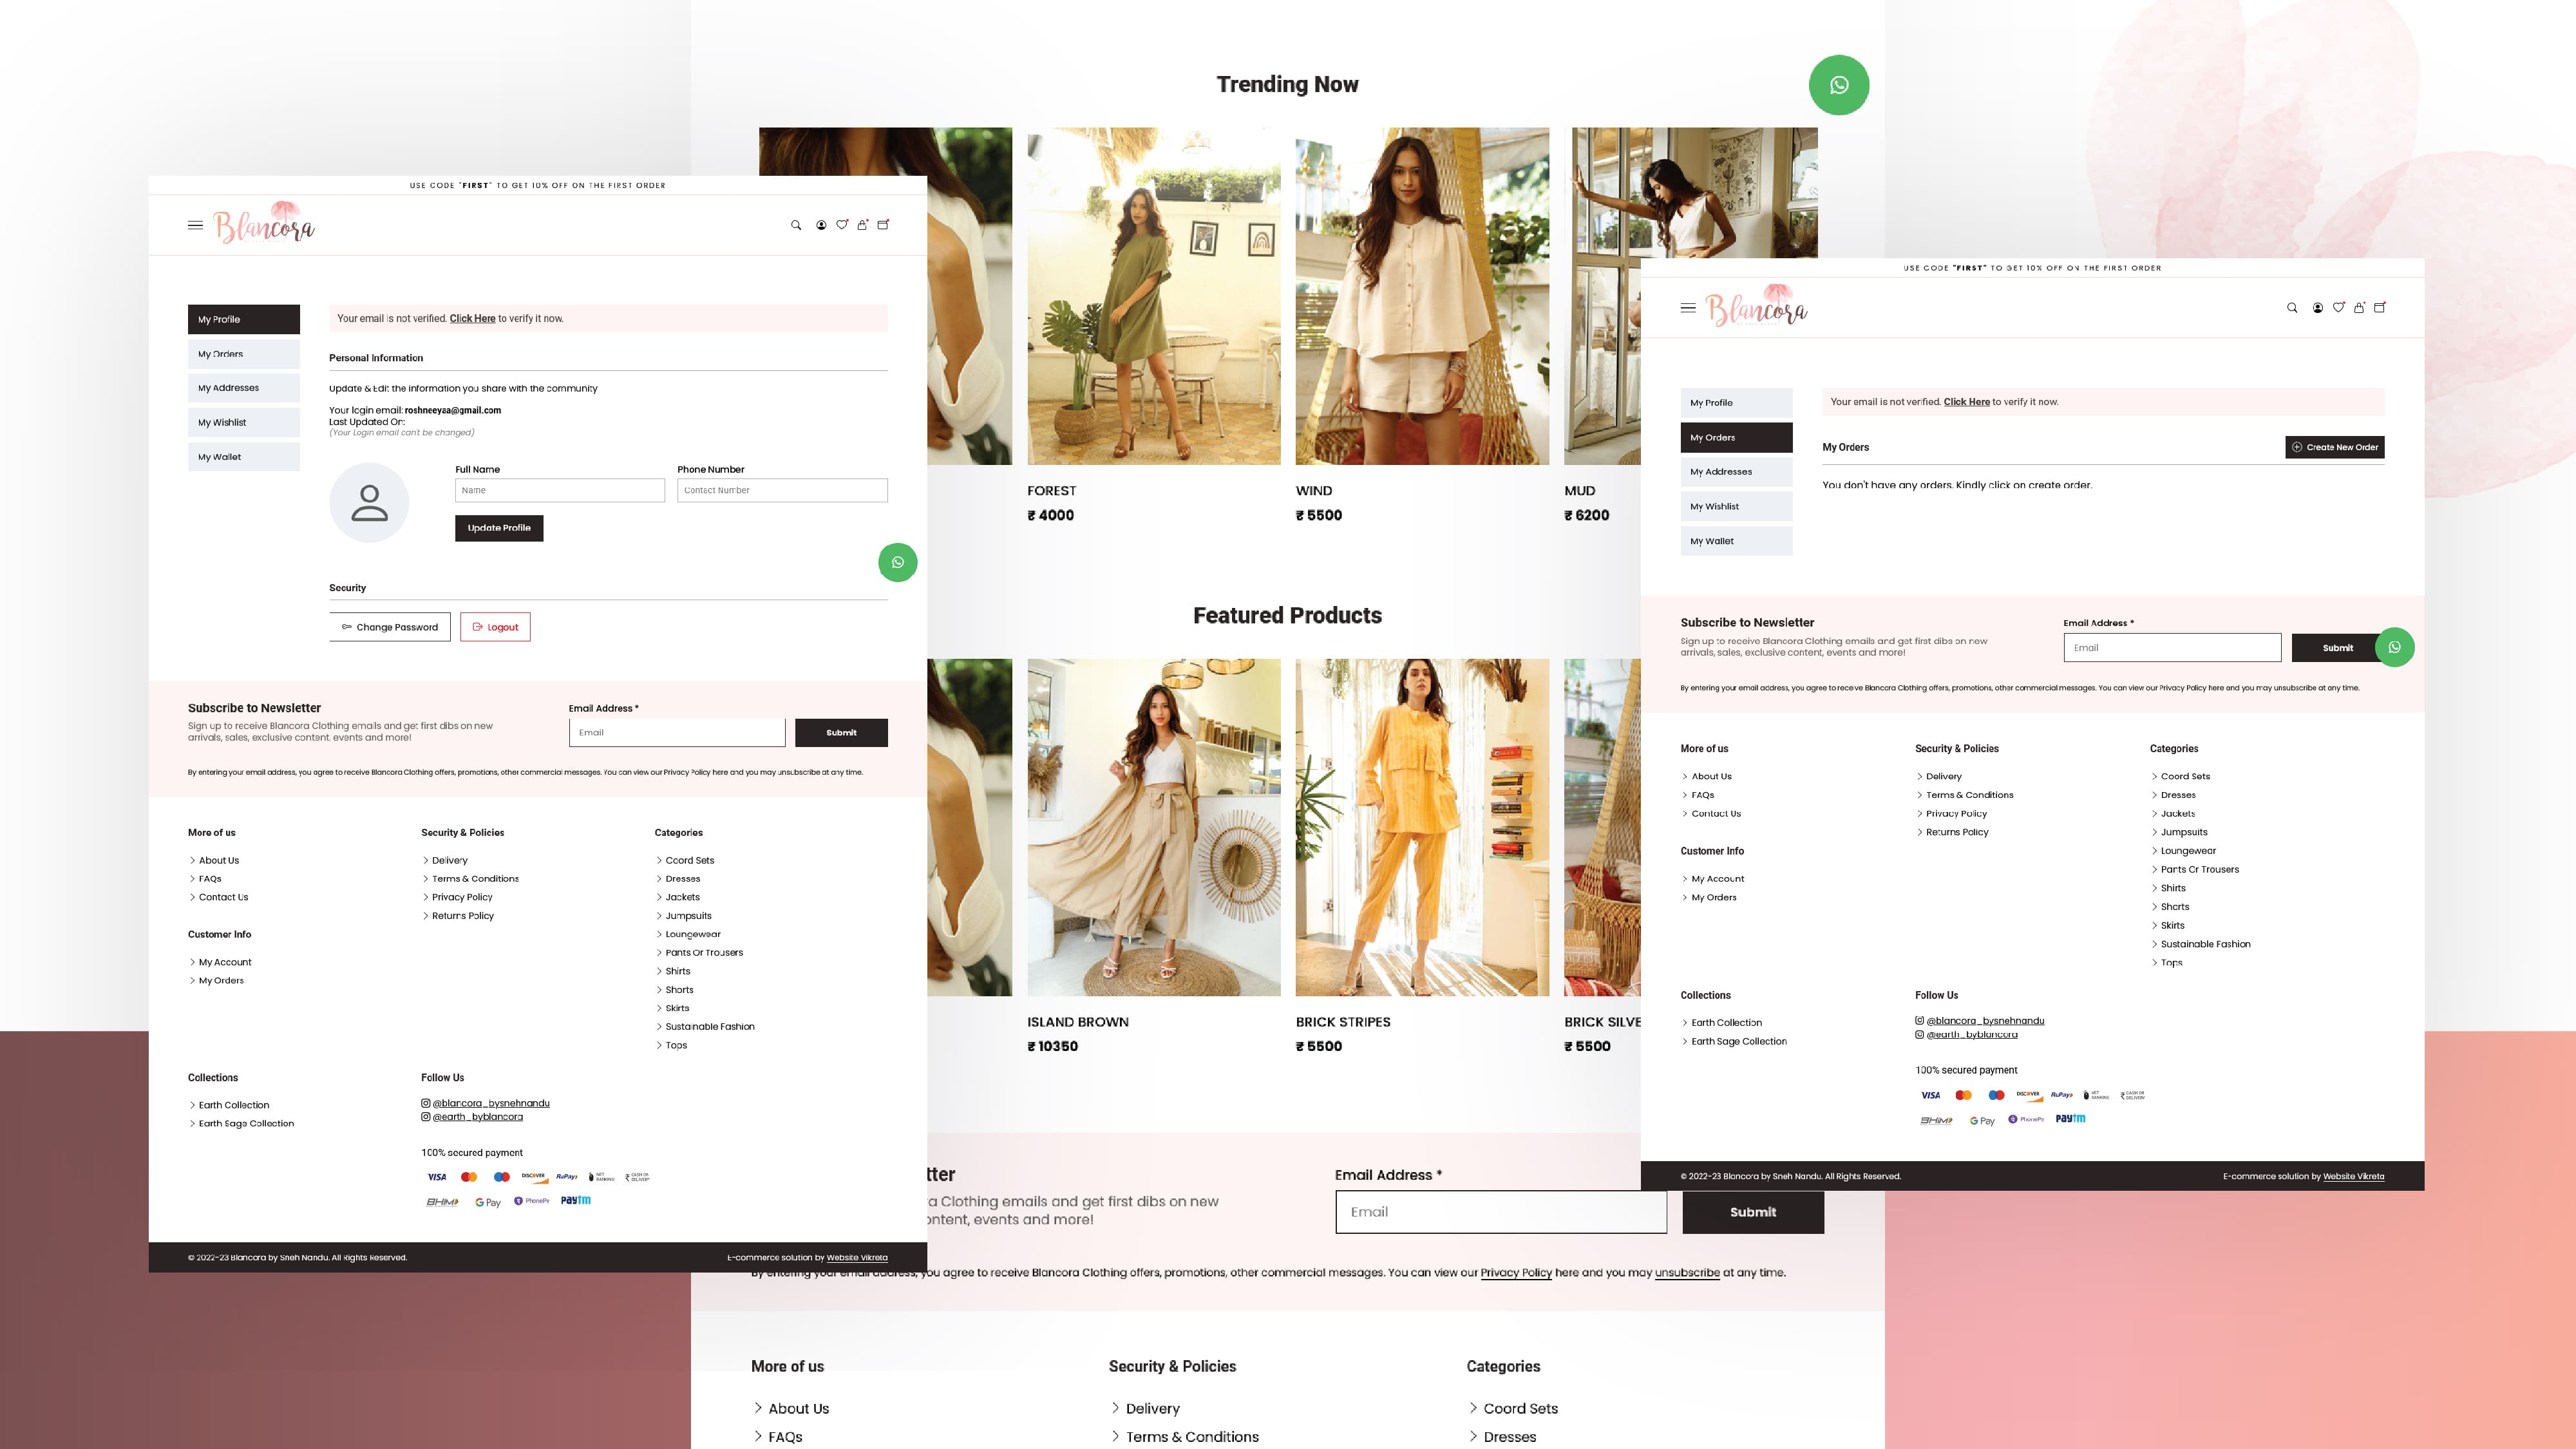 Trending Now
FOREST
₹ 4000
WIND
₹ 5500
MUD
₹ 6200
Featured Products
ISLAND BROWN
₹ 10350
BRICK STRIPES
₹ 5500
BRICK SILVE
₹ 5500
tter
a Clothing emails and get first dibs on new
ontent, events and more!
Email Address *
Email
Submit
By entering your email address, you agree to receive Blancora Clothing offers, promotions, other commercial messages. You can view our Privacy Policy here and you may unsubscribe at any time.
More of us
About Us
FAQs
Security & Policies
Delivery
Terms & Conditions
Categories
Coord Sets
Dresses
USE CODE "FIRST" TO GET 10% OFF ON THE FIRST ORDER
Blancora
My Profile
My Orders
My Addresses
My Wishlist
My Wallet
Your email is not verified. Click Here to verify it now.
Personal Information
Update & Edit the information you share with the community
Your login email: roshneeyaa@gmail.com
Last Updated On:
(Your Login email can't be changed)
Full Name
Name
Phone Number
Contact Number
Update Profile
Security
Change Password
Logout
Subscribe to Newsletter
Sign up to receive Blancora Clothing emails and get first dibs on new
arrivals, sales, exclusive content, events and more!
Email Address *
Email
Submit
By entering your email address, you agree to receive Blancora Clothing offers, promotions, other commercial messages. You can view our Privacy Policy here and you may unsubscribe at any time.
More of us
About Us
FAQs
Contact Us
Customer Info
My Account
My Orders
Security & Policies
Delivery
Terms & Conditions
Privacy Policy
Returns Policy
Categories
Coord Sets
Dresses
Jackets
Jumpsuits
Loungewear
Pants Or Trousers
Shirts
Shorts
Skirts
Sustainable Fashion
Tops
Collections
Earth Collection
Earth Sage Collection
Follow Us
@blancora_bysnehnandu
@earth_byblancora
100% secured payment
VISA DISCOVER RuPay NET BANKING ₹ CASH ON DELIVERY
BHIM G Pay PhonePe paytm
© 2022-23 Blancora by Sneh Nandu. All Rights Reserved.
E-commerce solution by Website Vikreta
USE CODE "FIRST" TO GET 10% OFF ON THE FIRST ORDER
Blancora
My Profile
My Orders
My Addresses
My Wishlist
My Wallet
Your email is not verified. Click Here to verify it now.
My Orders
Create New Order
You don't have any orders. Kindly click on create order.
Subscribe to Newsletter
Sign up to receive Blancora Clothing emails and get first dibs on new
arrivals, sales, exclusive content, events and more!
Email Address *
Email
Submit
By entering your email address, you agree to receive Blancora Clothing offers, promotions, other commercial messages. You can view our Privacy Policy here and you may unsubscribe at any time.
More of us
About Us
FAQs
Contact Us
Customer Info
My Account
My Orders
Security & Policies
Delivery
Terms & Conditions
Privacy Policy
Returns Policy
Categories
Coord Sets
Dresses
Jackets
Jumpsuits
Loungewear
Pants Or Trousers
Shirts
Shorts
Skirts
Sustainable Fashion
Tops
Collections
Earth Collection
Earth Sage Collection
Follow Us
@blancora_bysnehnandu
@earth_byblancora
100% secured payment
VISA DISCOVER RuPay NET BANKING ₹ CASH ON DELIVERY
BHIM G Pay PhonePe paytm
© 2022-23 Blancora by Sneh Nandu. All Rights Reserved.
E-commerce solution by Website Vikreta